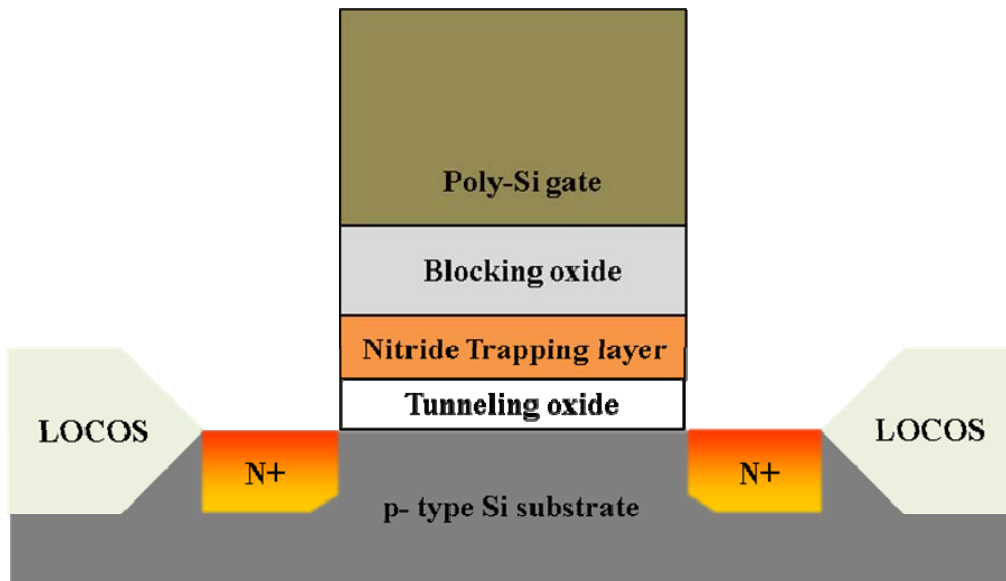 Poly-Si gate
Blocking oxide
Nitride Trapping layer
Tunneling oxide
LOCOS
LOCOS
N+
N+
p- type Si substrate